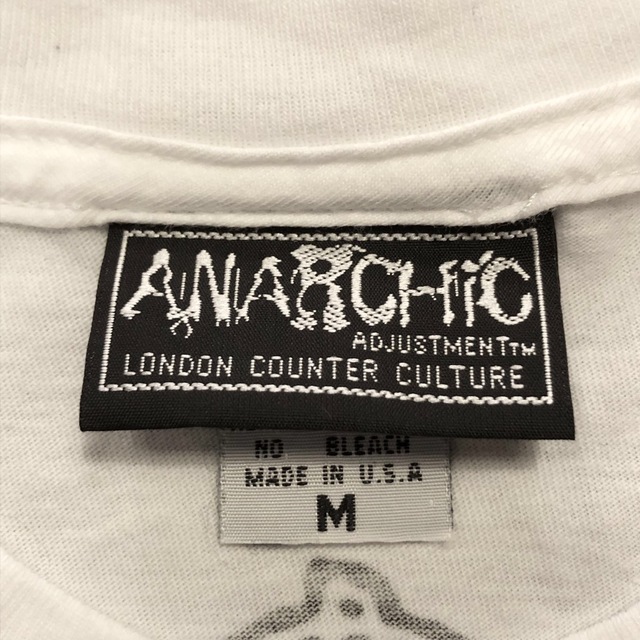 ANARCHiC
ADJUSTMENT™
LONDON COUNTER CULTURE
NO BLEACH
MADE IN U.S.A
M